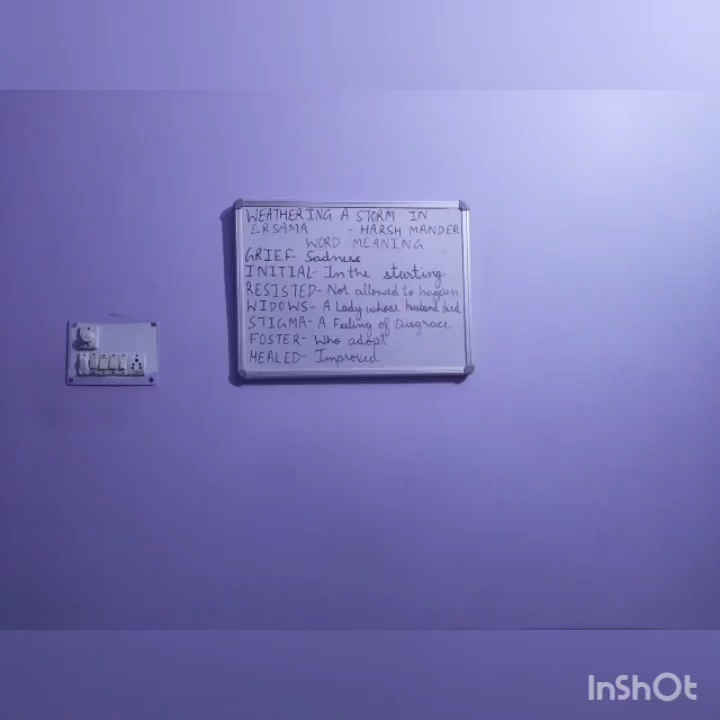 WEATHERING A STORM IN
ERSAMA - HARSH MANDER
WORD MEANING
GRIEF- Sadness
INITIAL- In the starting
RESISTED- Not allowed to happen
WIDOWS- A Lady whose husband died
STIGMA- A Feeling of Disgrace
FOSTER- Who adopt
HEALED- Improved
InShOt